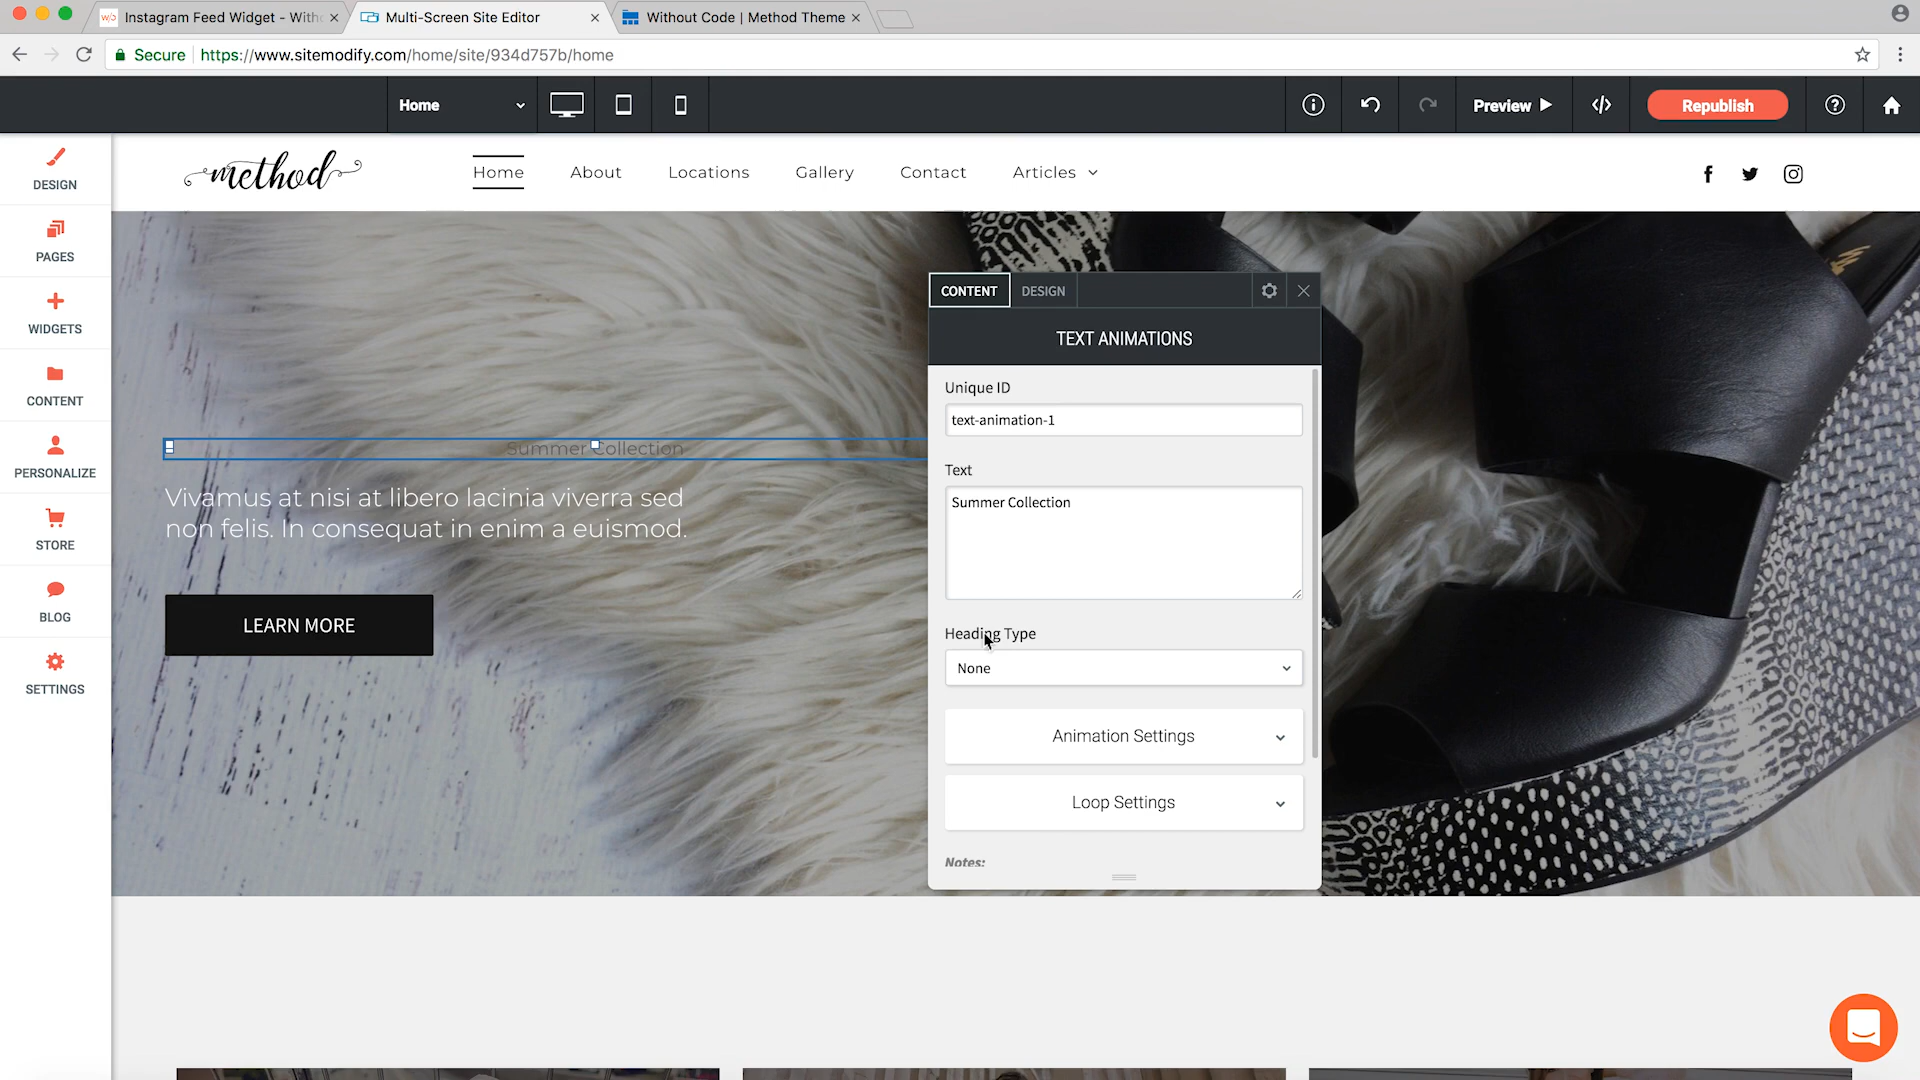 Instagram Feed Widget - With
Multi-Screen Site Editor
Without Code | Method Theme
Secure
https://www.sitemodify.com/home/site/934d757b/home
Home
Preview
Republish
DESIGN
PAGES
WIDGETS
CONTENT
PERSONALIZE
STORE
BLOG
SETTINGS
method
Home
About
Locations
Gallery
Contact
Articles
Summer Collection
Vivamus at nisi at libero lacinia viverra sed
non felis. In consequat in enim a euismod.
LEARN MORE
CONTENT
DESIGN
TEXT ANIMATIONS
Unique ID
text-animation-1
Text
Summer Collection
Heading Type
None
Animation Settings
Loop Settings
Notes: